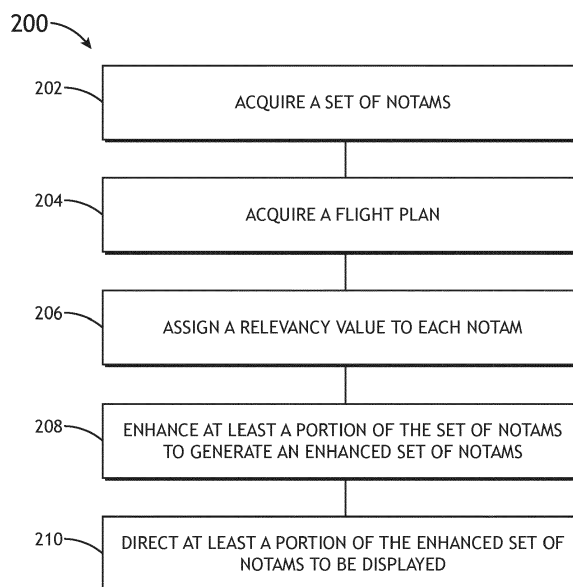 200
202
ACQUIRE A SET OF NOTAMS
204
ACQUIRE A FLIGHT PLAN
206
ASSIGN A RELEVANCY VALUE TO EACH NOTAM
208
ENHANCE AT LEAST A PORTION OF THE SET OF NOTAMS
TO GENERATE AN ENHANCED SET OF NOTAMS
210
DIRECT AT LEAST A PORTION OF THE ENHANCED SET OF
NOTAMS TO BE DISPLAYED